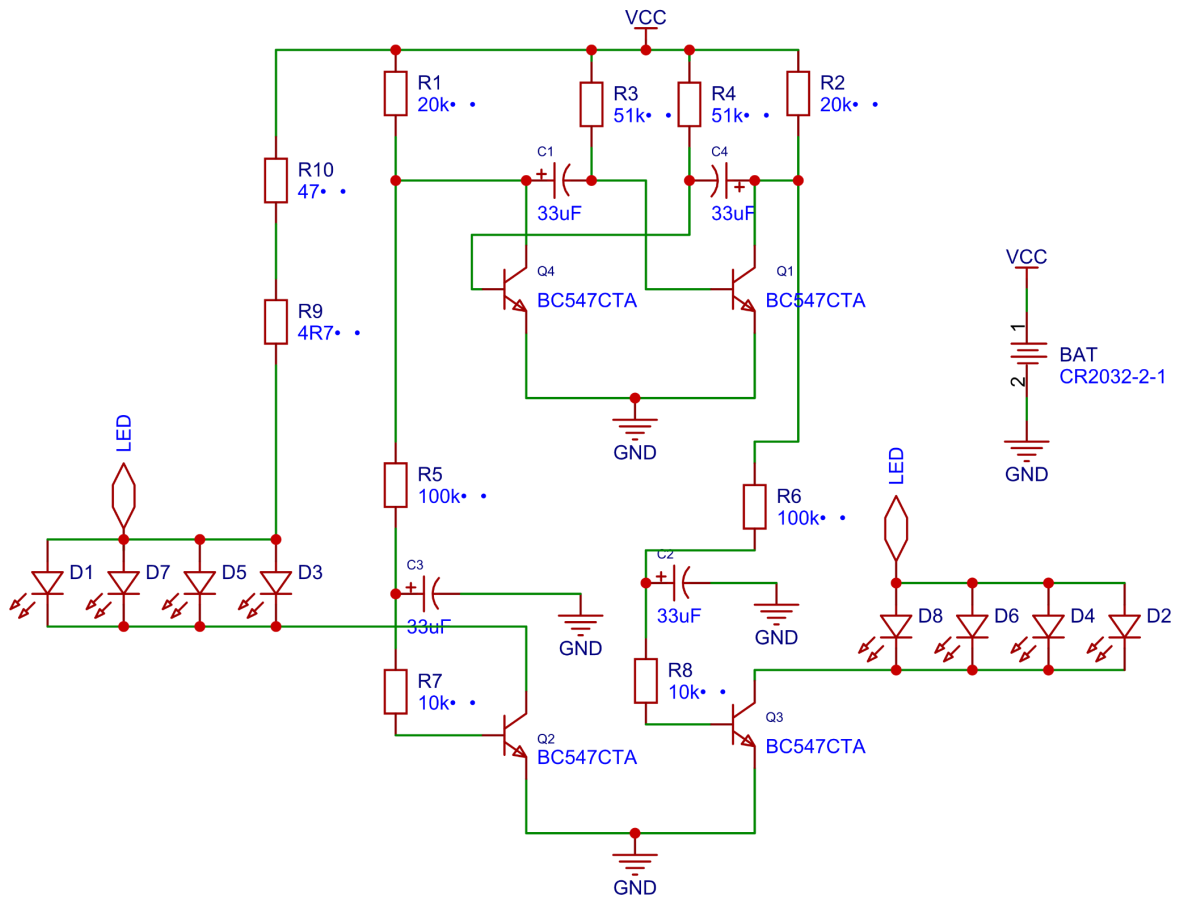 VCC
R1
20k• •
R3
51k• •
R4
51k• •
R2
20k• •
C1
+
33uF
C4
+
33uF
R10
47• •
Q4
BC547CTA
Q1
BC547CTA
VCC
1
BAT
CR2032-2-1
2
GND
R9
4R7• •
GND
LED
R5
100k• •
LED
R6
100k• •
D1
D7
D5
D3
C3
+
33uF
GND
C2
+
33uF
GND
D8
D6
D4
D2
R7
10k• •
R8
10k• •
Q2
BC547CTA
Q3
BC547CTA
GND